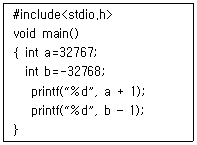 #include<stdio.h>
void main()
{ int a=32767;
int b=-32768;
printf(“%d”, a + 1);
printf(“%d”, b - 1);
}